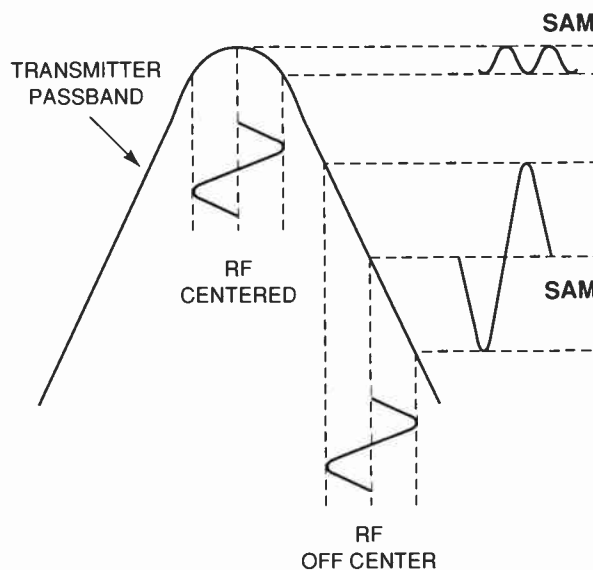 SAM
TRANSMITTER
PASSBAND
RF
CENTERED
SAM
RF
OFF CENTER